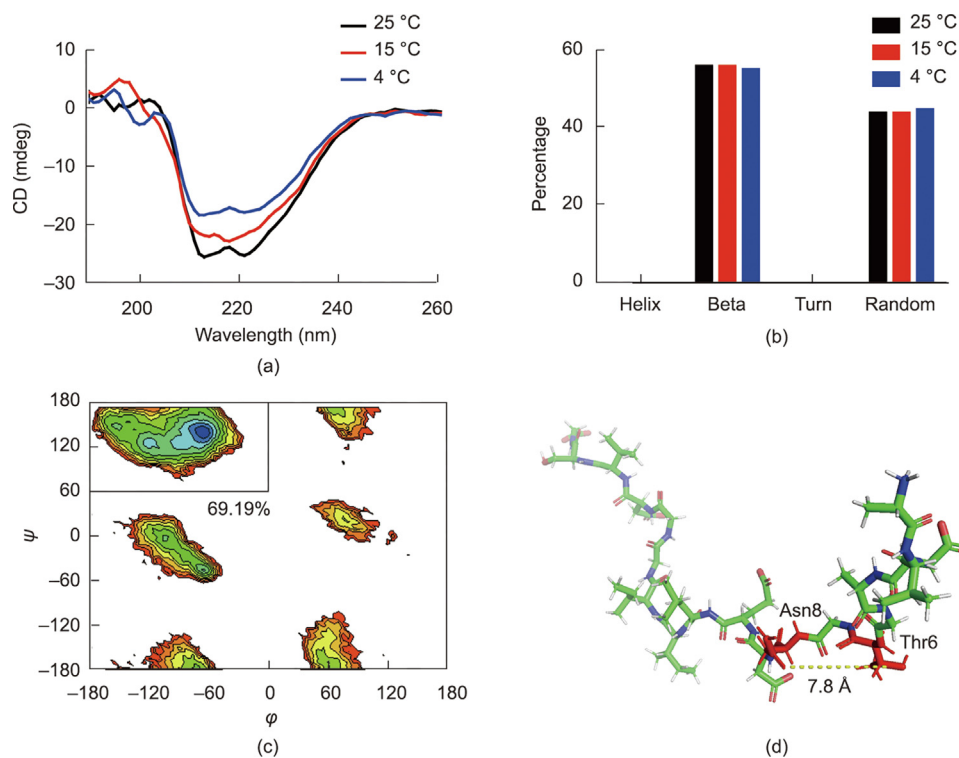 25 °C
15 °C
4 °C
10
0
–10
–20
–30
CD (mdeg)
200
220
240
260
Wavelength (nm)
(a)
25 °C
15 °C
4 °C
60
40
20
0
Percentage
Helix
Beta
Turn
Random
(b)
180
120
60
0
–60
–120
–180
ψ
69.19%
–180
–120
–60
0
60
120
180
φ
(c)
Asn8
Thr6
7.8 Å
(d)